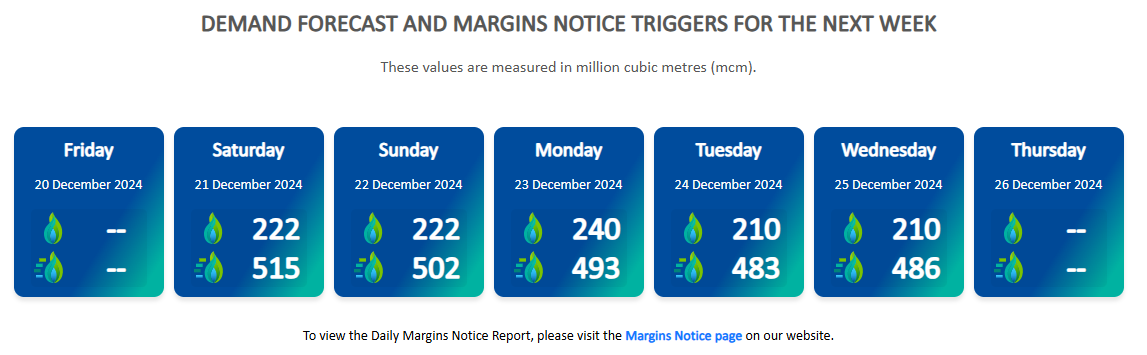 DEMAND FORECAST AND MARGINS NOTICE TRIGGERS FOR THE NEXT WEEK
These values are measured in million cubic metres (mcm).
Friday
20 December 2024
--
--
Saturday
21 December 2024
222
515
Sunday
22 December 2024
222
502
Monday
23 December 2024
240
493
Tuesday
24 December 2024
210
483
Wednesday
25 December 2024
210
486
Thursday
26 December 2024
--
--
To view the Daily Margins Notice Report, please visit the Margins Notice page on our website.